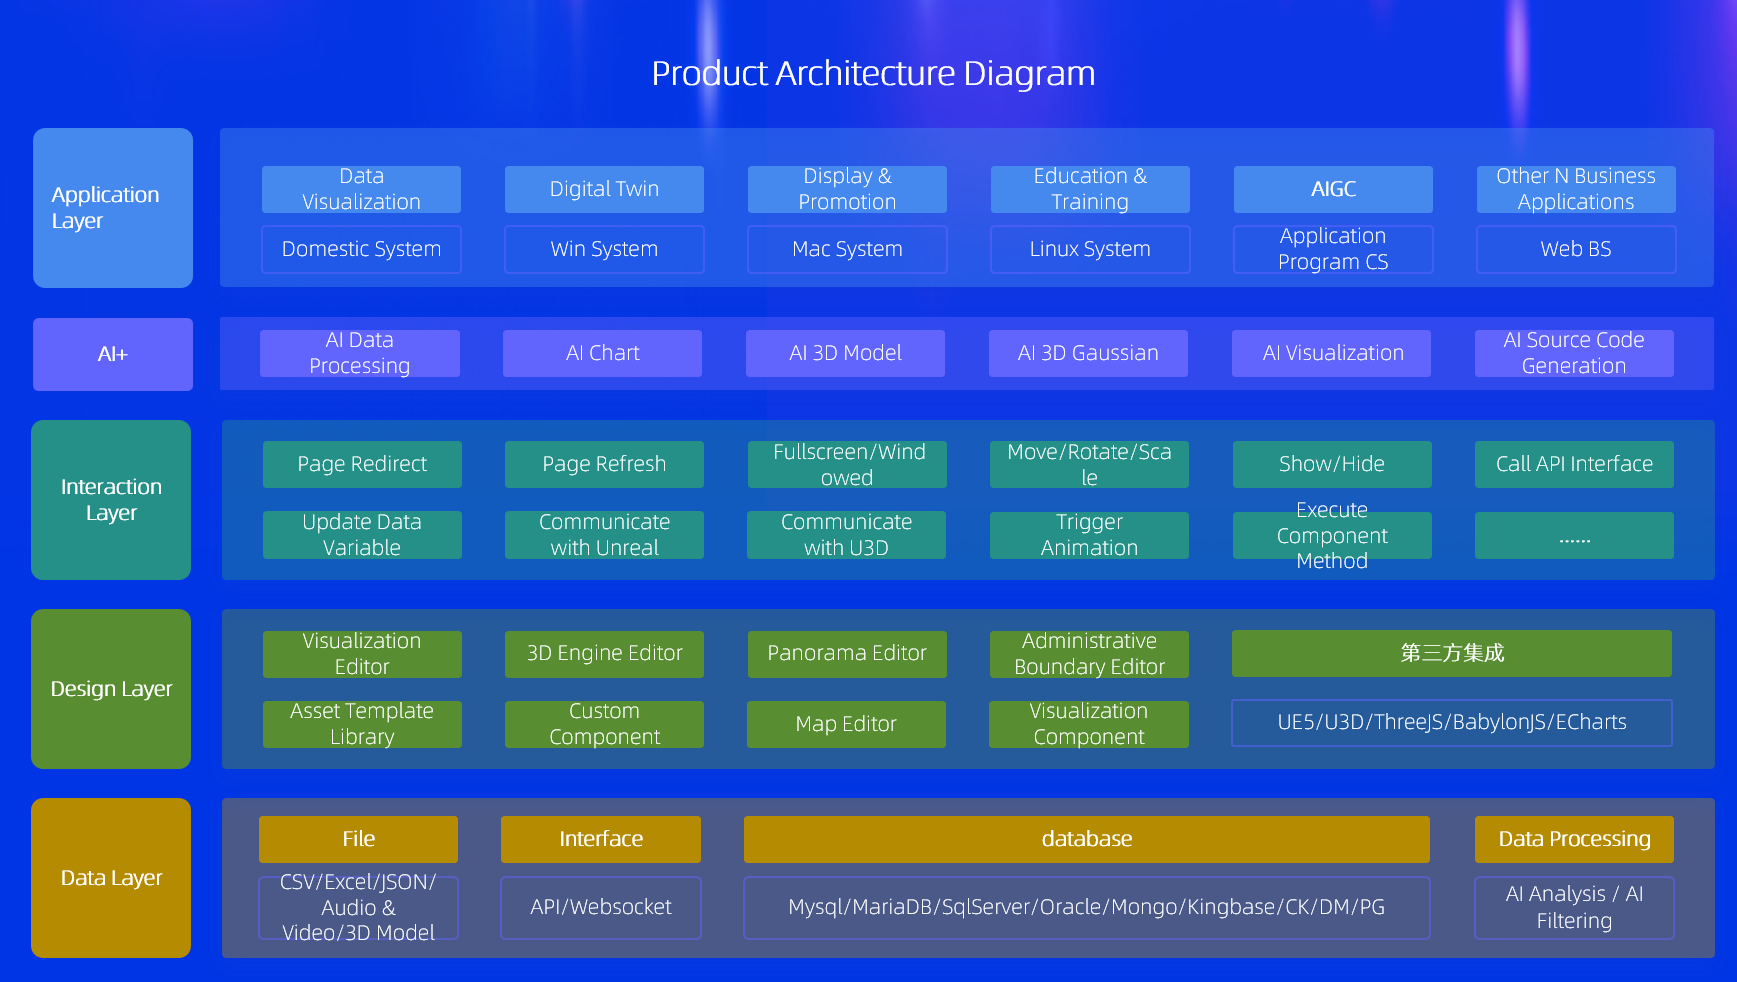 Product Architecture Diagram
Application
Layer
Data
Visualization
Digital Twin
Display &
Promotion
Education &
Training
AIGC
Other N Business
Applications
Domestic System
Win System
Mac System
Linux System
Application
Program CS
Web BS
AI+
AI Data
Processing
AI Chart
AI 3D Model
AI 3D Gaussian
AI Visualization
AI Source Code
Generation
Interaction
Layer
Page Redirect
Page Refresh
Fullscreen/Wind
owed
Move/Rotate/Sca
le
Show/Hide
Call API Interface
Update Data
Variable
Communicate
with Unreal
Communicate
with U3D
Trigger
Animation
Execute
Component
Method
......
Design Layer
Visualization
Editor
3D Engine Editor
Panorama Editor
Administrative
Boundary Editor
第三方集成
Asset Template
Library
Custom
Component
Map Editor
Visualization
Component
UE5/U3D/ThreeJS/BabylonJS/ECharts
Data Layer
File
Interface
database
Data Processing
CSV/Excel/JSON/
Audio &
Video/3D Model
API/Websocket
Mysql/MariaDB/SqlServer/Oracle/Mongo/Kingbase/CK/DM/PG
AI Analysis / AI
Filtering